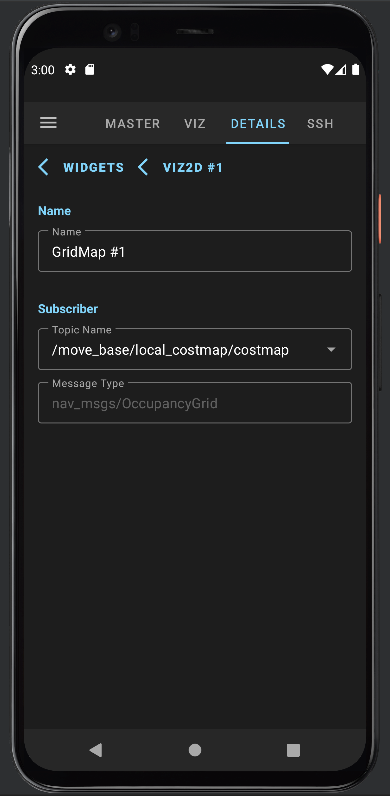 3:00
MASTER VIZ DETAILS SSH
WIDGETS VIZ2D #1
Name
Name
GridMap #1
Subscriber
Topic Name
/move_base/local_costmap/costmap
Message Type
nav_msgs/OccupancyGrid